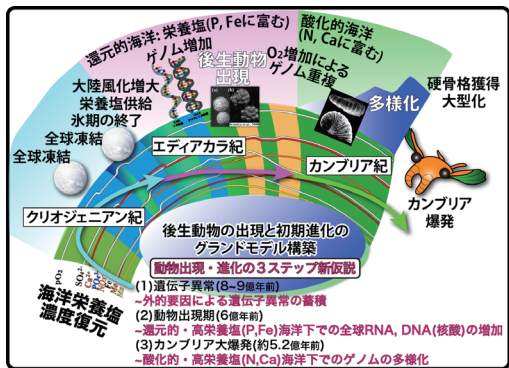 還元的海洋: 栄養塩(P, Feに富む)
ゲノム増加
酸化的海洋
(N, Caに富む)
O₂増加による
ゲノム重複
後生動物
出現
大陸風化増大
栄養塩供給
氷期の終了
全球凍結
全球凍結
多様化
硬骨格獲得
大型化
エディアカラ紀
カンブリア紀
クリオジェニアン紀
カンブリア
爆発
pO₂
SO₄²⁻
Ca²⁺
海洋栄養塩
濃度復元
後生動物の出現と初期進化の
グランドモデル構築
動物出現・進化の3ステップ新仮説
(1) 遺伝子異常(8~9億年前)
~外的要因による遺伝子異常の蓄積
(2) 動物出現期(6億年前)
~還元的・高栄養塩(P,Fe)海洋下での全球RNA, DNA(核酸)の増加
(3) カンブリア大爆発(約5.2億年前)
~酸化的・高栄養塩(N,Ca)海洋下でのゲノムの多様化